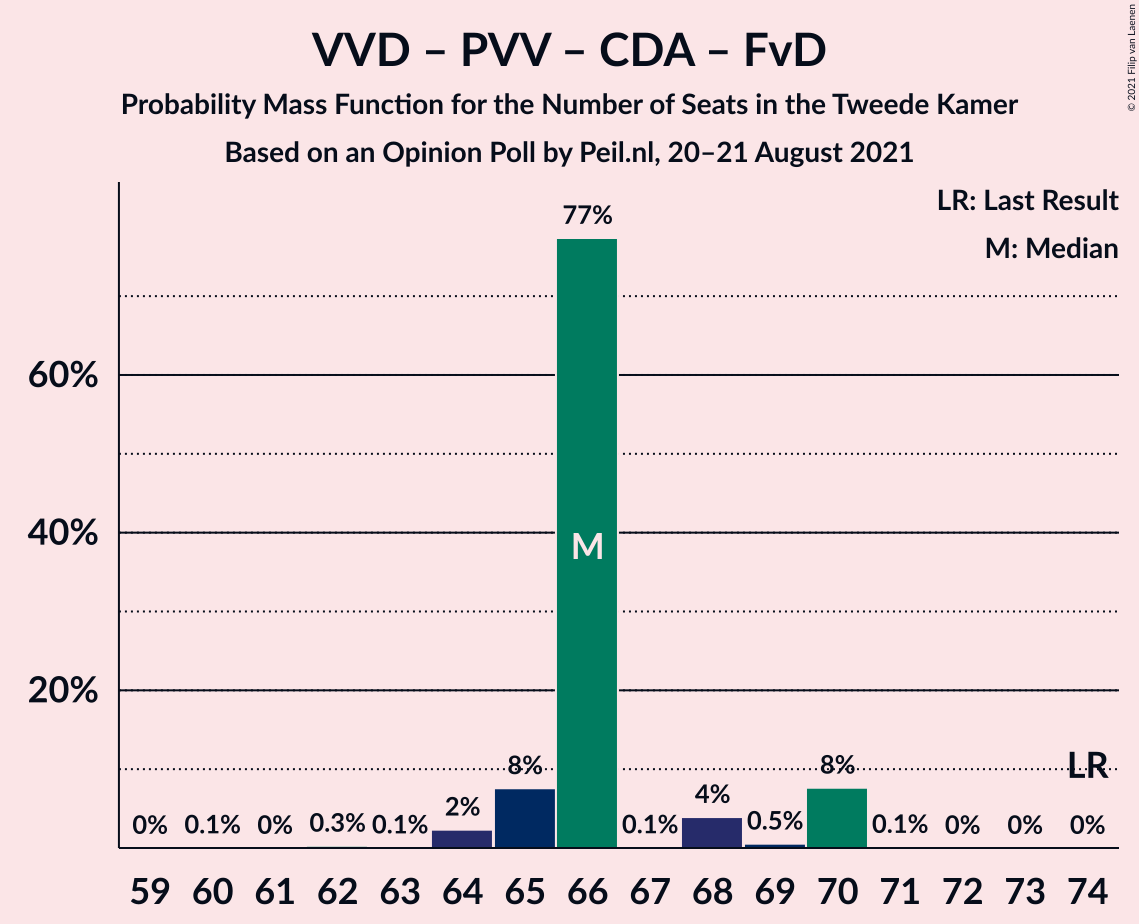 VVD – PVV – CDA – FvD
Probability Mass Function for the Number of Seats in the Tweede Kamer
Based on an Opinion Poll by Peil.nl, 20–21 August 2021
© 2021 Filip van Laenen
LR: Last Result
M: Median
77%
60%
40%
M
20%
LR
8% 8%
2% 4%
0% 0.1% 0% 0.3% 0.1% 0.1% 0.5% 0.1% 0% 0% 0%
59 60 61 62 63 64 65 66 67 68 69 70 71 72 73 74